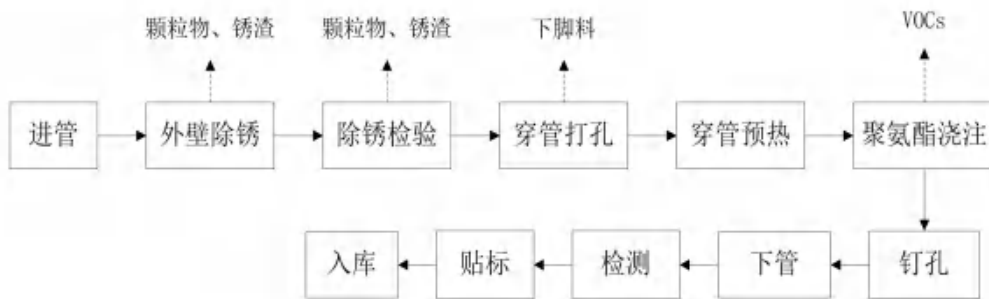 颗粒物、锈渣
颗粒物、锈渣
下脚料
VOCs
进管
外壁除锈
除锈检验
穿管打孔
穿管预热
聚氨酯浇注
入库
贴标
检测
下管
钉孔